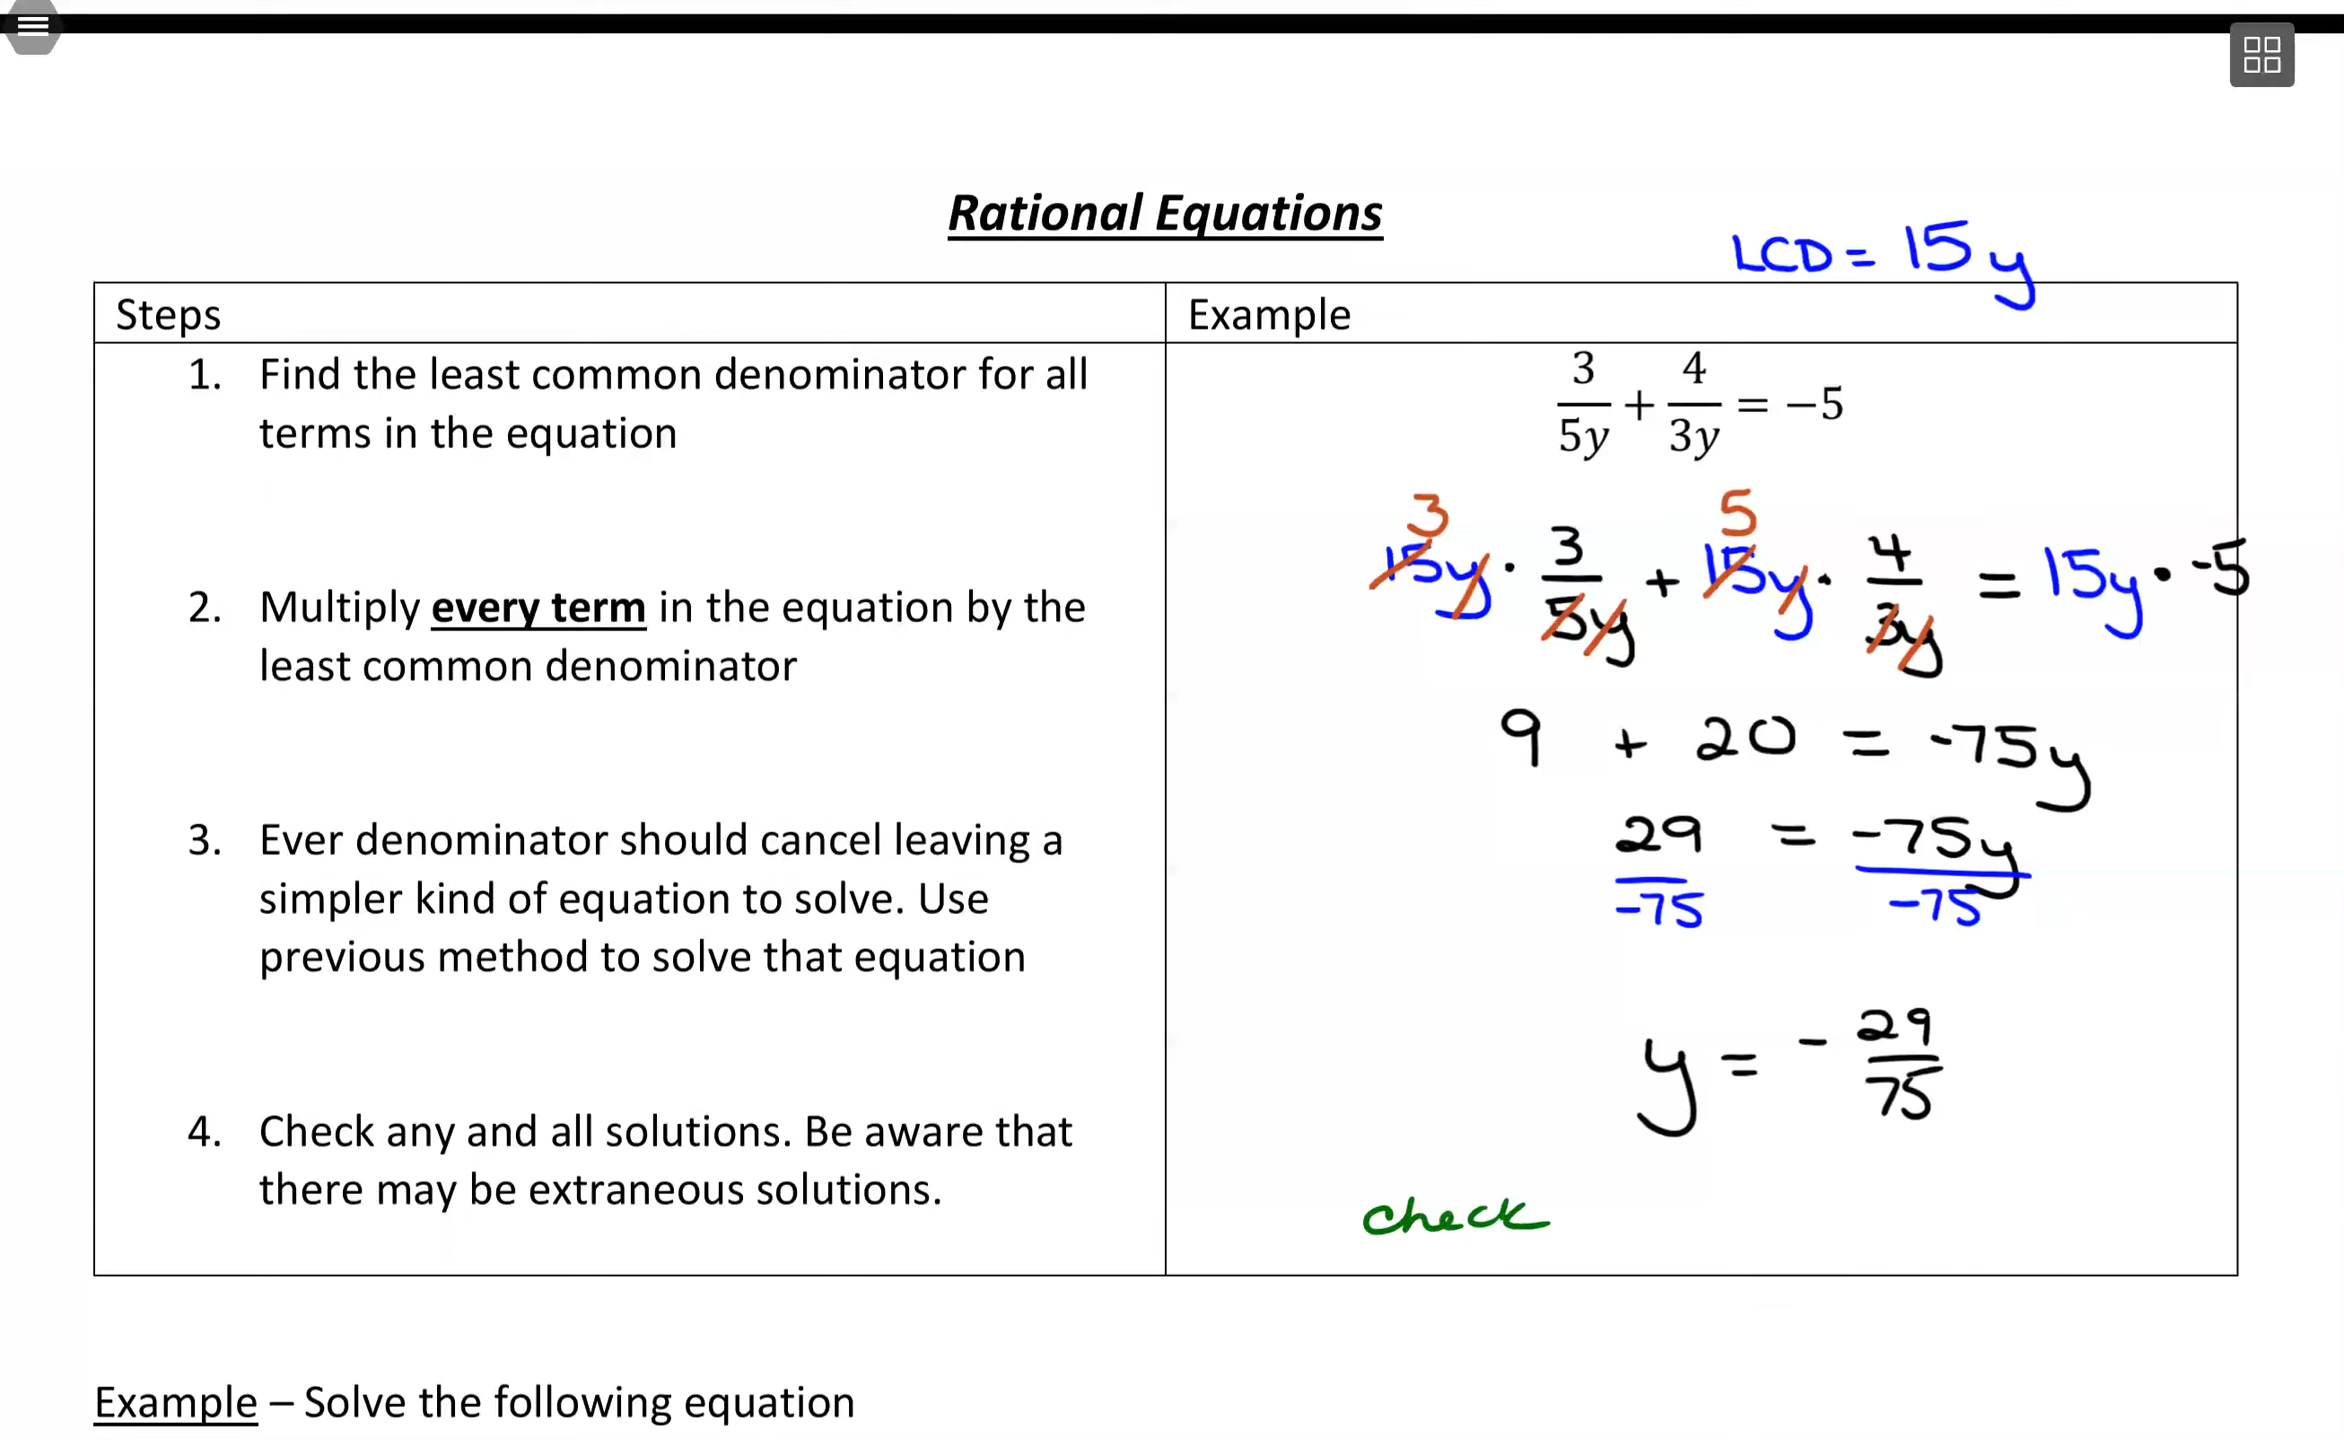 Rational Equations
LCD = 15y
Steps
Example
1. Find the least common denominator for all
terms in the equation
2. Multiply every term in the equation by the
least common denominator
3. Ever denominator should cancel leaving a
simpler kind of equation to solve. Use
previous method to solve that equation
4. Check any and all solutions. Be aware that
there may be extraneous solutions.
3/5y + 4/3y = −5
3 5
15y · 3/5y + 15y · 4/3y = 15y · -5
9 + 20 = -75y
29 = -75y
-75 -75
y = - 29/75
check
Example – Solve the following equation